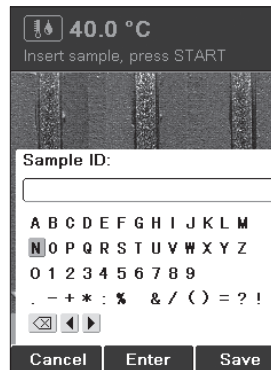 40.0 °C
Insert sample, press START
Sample ID:
A B C D E F G H I J K L M
N O P Q R S T U V W X Y Z
0 1 2 3 4 5 6 7 8 9
. - + * : % & / ( ) = ? !
Cancel Enter Save